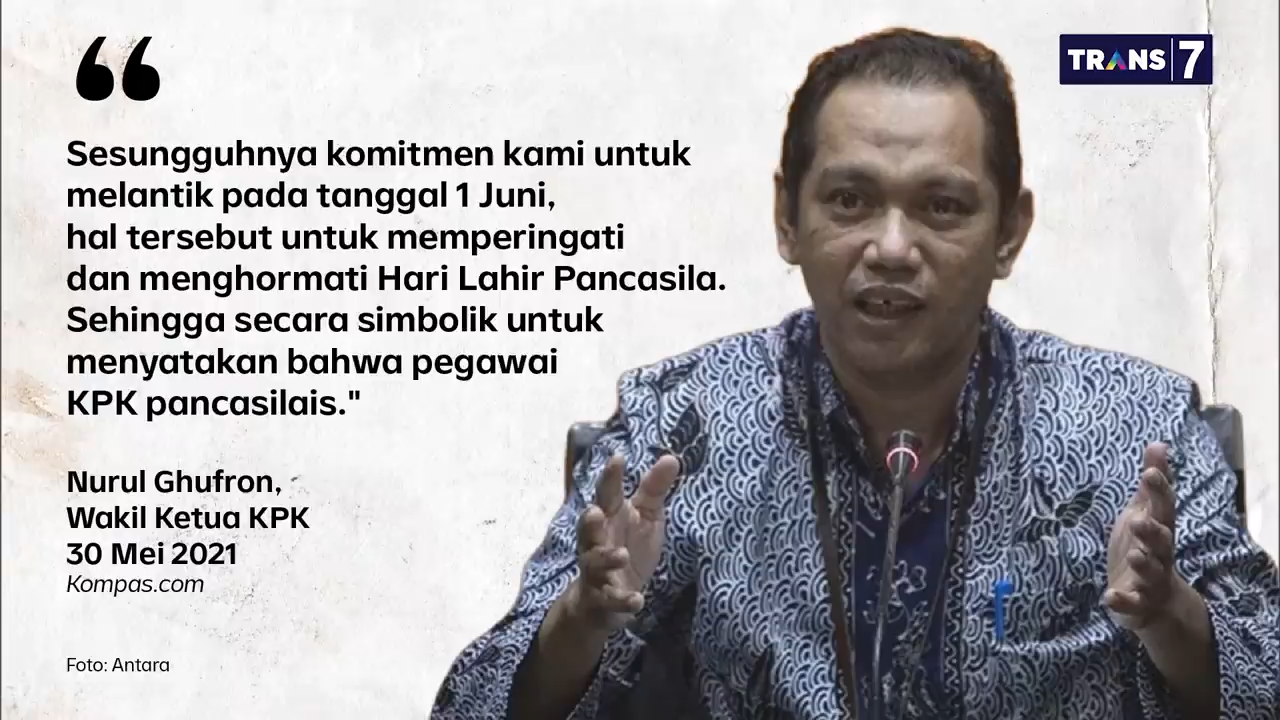 TRANS 7
“
Sesungguhnya komitmen kami untuk
melantik pada tanggal 1 Juni,
hal tersebut untuk memperingati
dan menghormati Hari Lahir Pancasila.
Sehingga secara simbolik untuk
menyatakan bahwa pegawai
KPK pancasilais."
Nurul Ghufron,
Wakil Ketua KPK
30 Mei 2021
Kompas.com
Foto: Antara